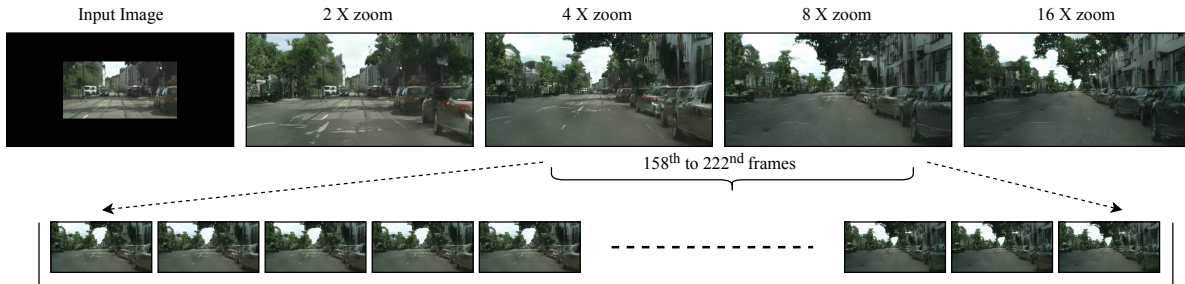 Input Image
2 X zoom
4 X zoom
8 X zoom
16 X zoom
158th to 222nd frames